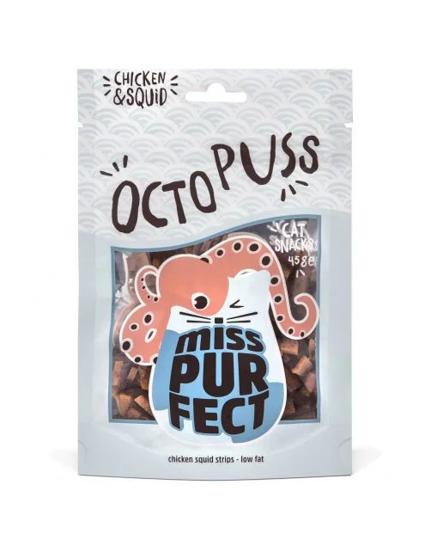 CHICKEN
& SQUID
OCTOPUSS
CAT
SNACKS
45g e
miss
PUR
FECT
chicken squid strips - low fat